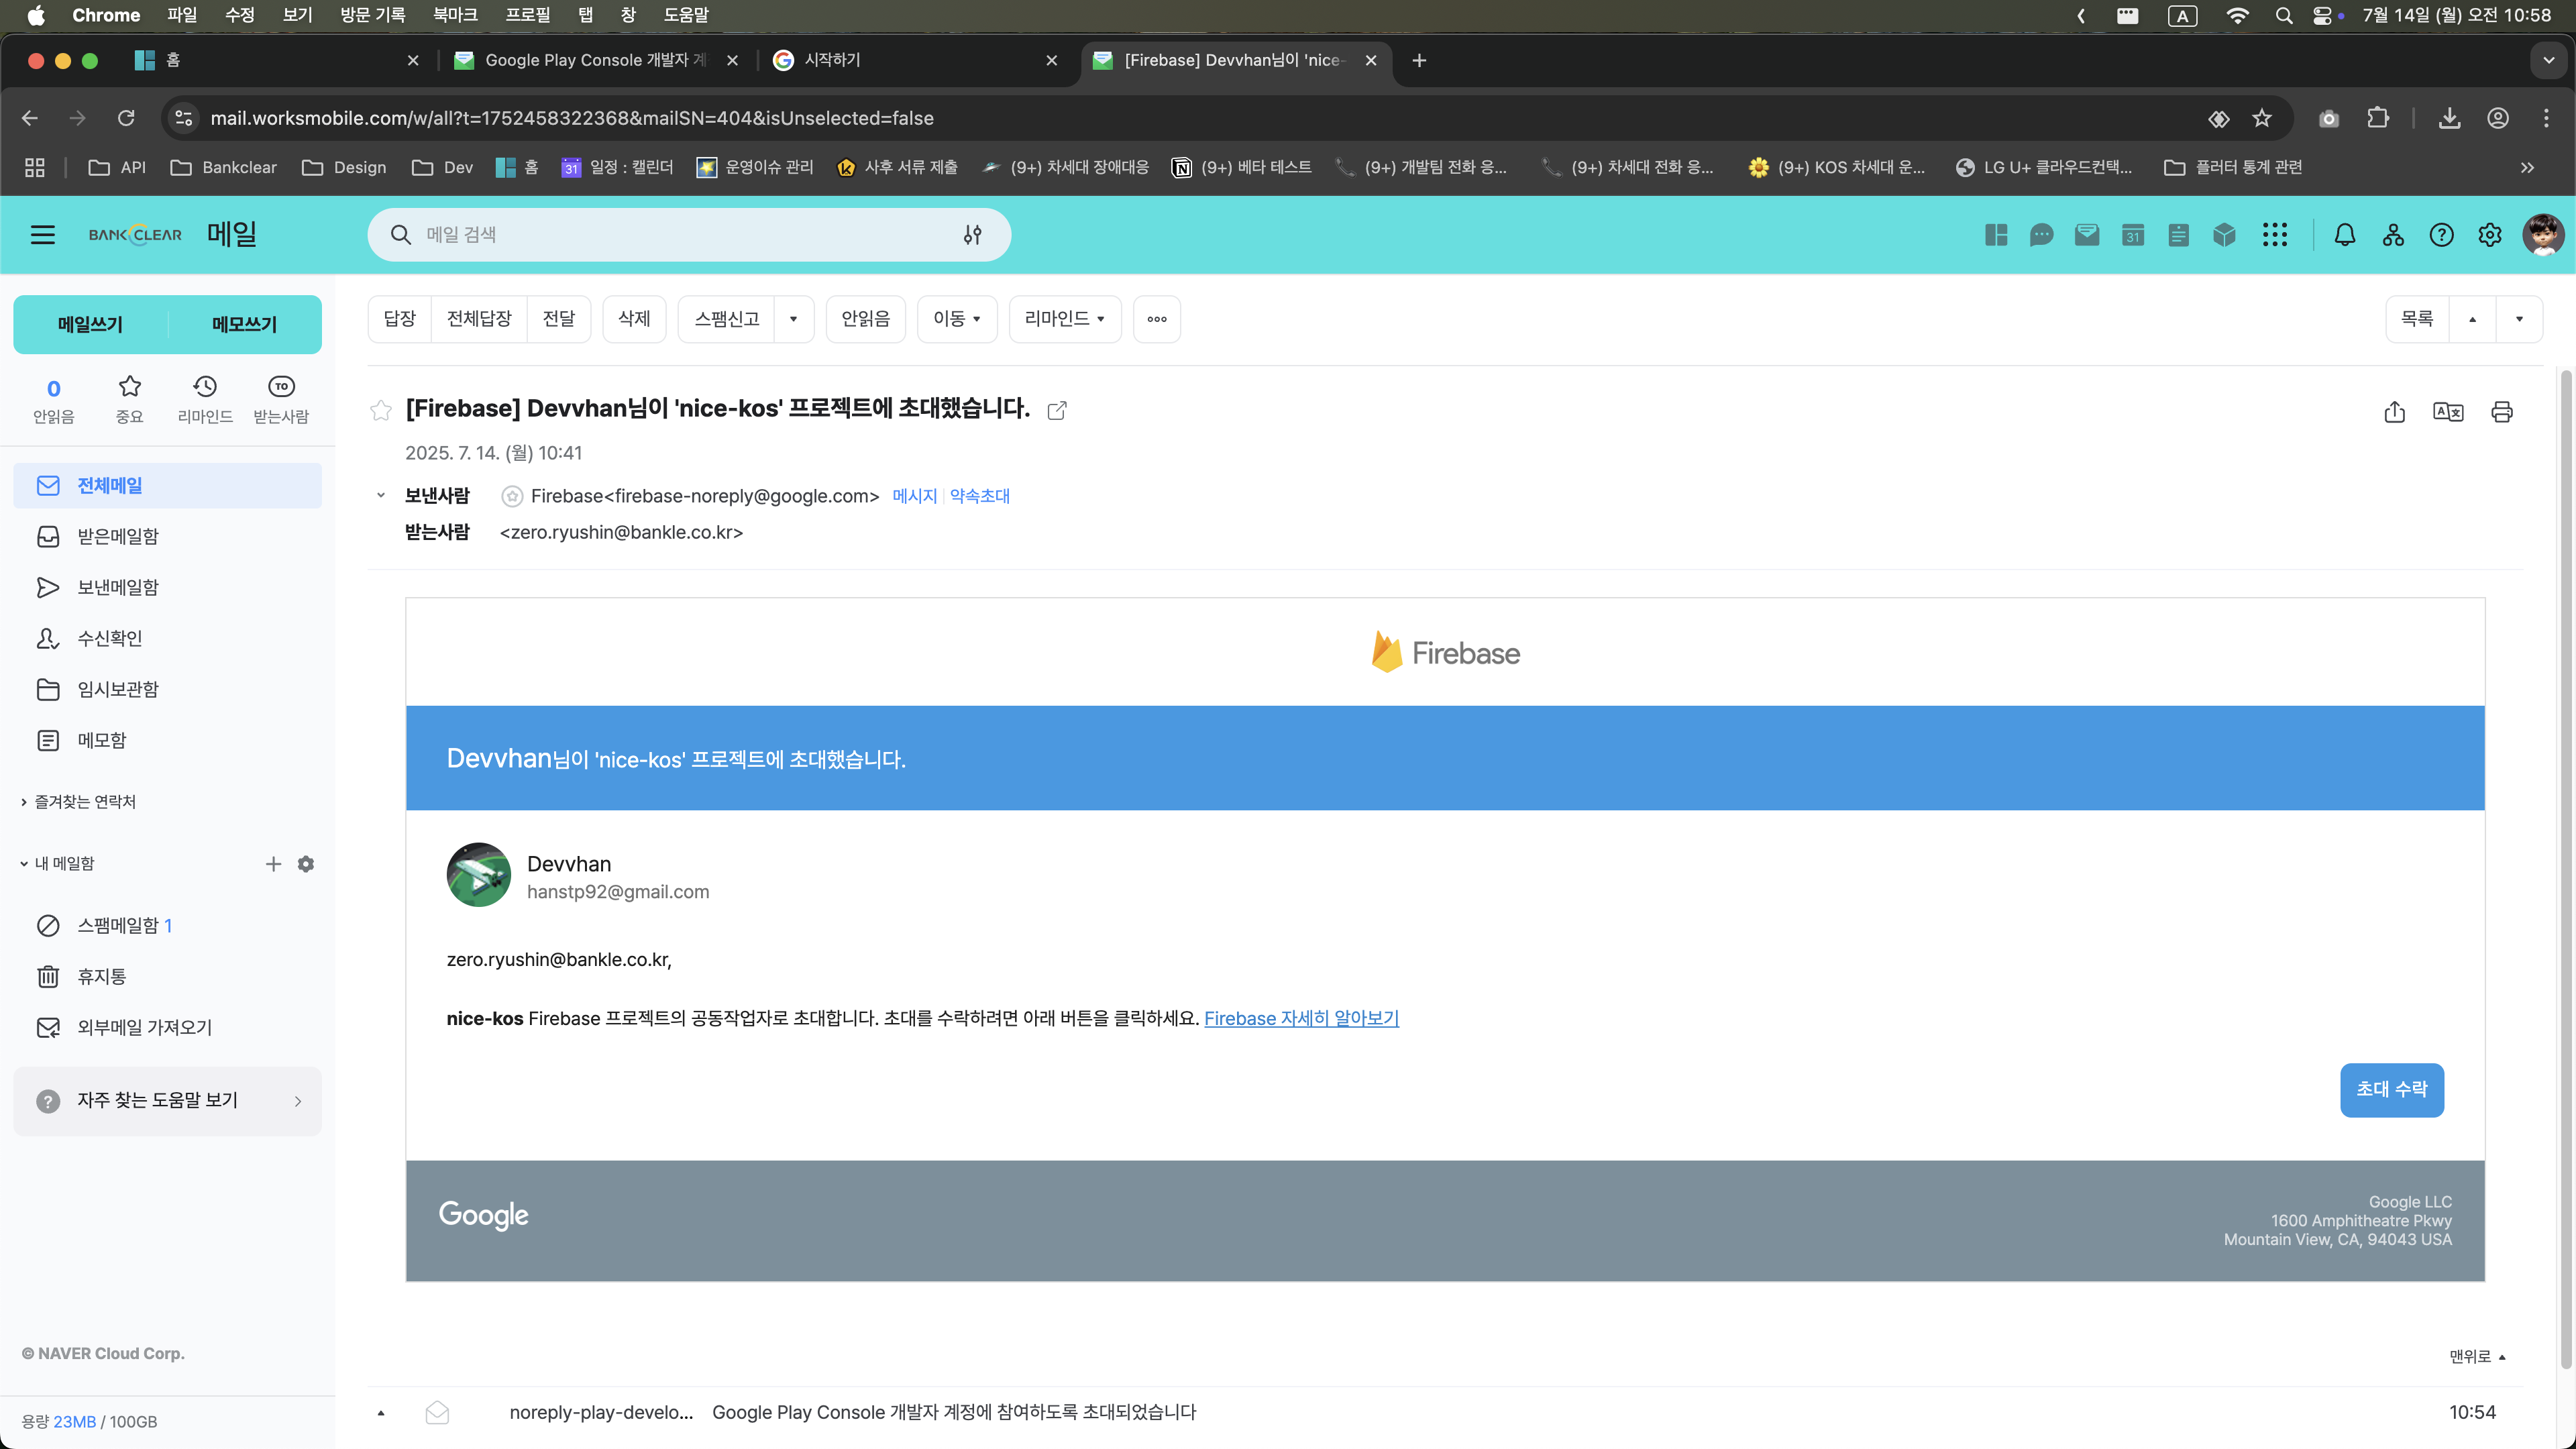 Chrome 파일 수정 보기 방문 기록 북마크 프로필 탭 창 도움말 A 7월 14일 (월) 오전 10:58
홈 Google Play Console 개발자 계 시작하기 [Firebase] Devvhan님이 'nice-
mail.worksmobile.com/w/all?t=1752458322368&mailSN=404&isUnselected=false
API Bankclear Design Dev 홈 31 일정 : 캘린더 운영이슈 관리 사후 서류 제출 (9+) 차세대 장애대응 (9+) 베타 테스트 (9+) 개발팀 전화 응... (9+) 차세대 전화 응... (9+) KOS 차세대 운... LG U+ 클라우드컨택... 플러터 통계 관련
BANKCLEAR 메일 메일 검색 31
메일쓰기 메모쓰기
답장 전체답장 전달 삭제 스팸신고 안읽음 이동 리마인드 목록
0 안읽음 중요 리마인드 TO 받는사람
[Firebase] Devvhan님이 'nice-kos' 프로젝트에 초대했습니다.
2025. 7. 14. (월) 10:41
보낸사람 Firebase<firebase-noreply@google.com> 메시지 약속초대
받는사람 <zero.ryushin@bankle.co.kr>
전체메일
받은메일함
보낸메일함
수신확인
임시보관함
메모함
즐겨찾는 연락처
내 메일함
스팸메일함 1
휴지통
외부메일 가져오기
자주 찾는 도움말 보기
© NAVER Cloud Corp.
용량 23MB / 100GB
Firebase
Devvhan님이 'nice-kos' 프로젝트에 초대했습니다.
Devvhan
hanstp92@gmail.com
zero.ryushin@bankle.co.kr,
nice-kos Firebase 프로젝트의 공동작업자로 초대합니다. 초대를 수락하려면 아래 버튼을 클릭하세요. Firebase 자세히 알아보기
초대 수락
Google
Google LLC
1600 Amphitheatre Pkwy
Mountain View, CA, 94043 USA
맨위로
noreply-play-develo... Google Play Console 개발자 계정에 참여하도록 초대되었습니다 10:54